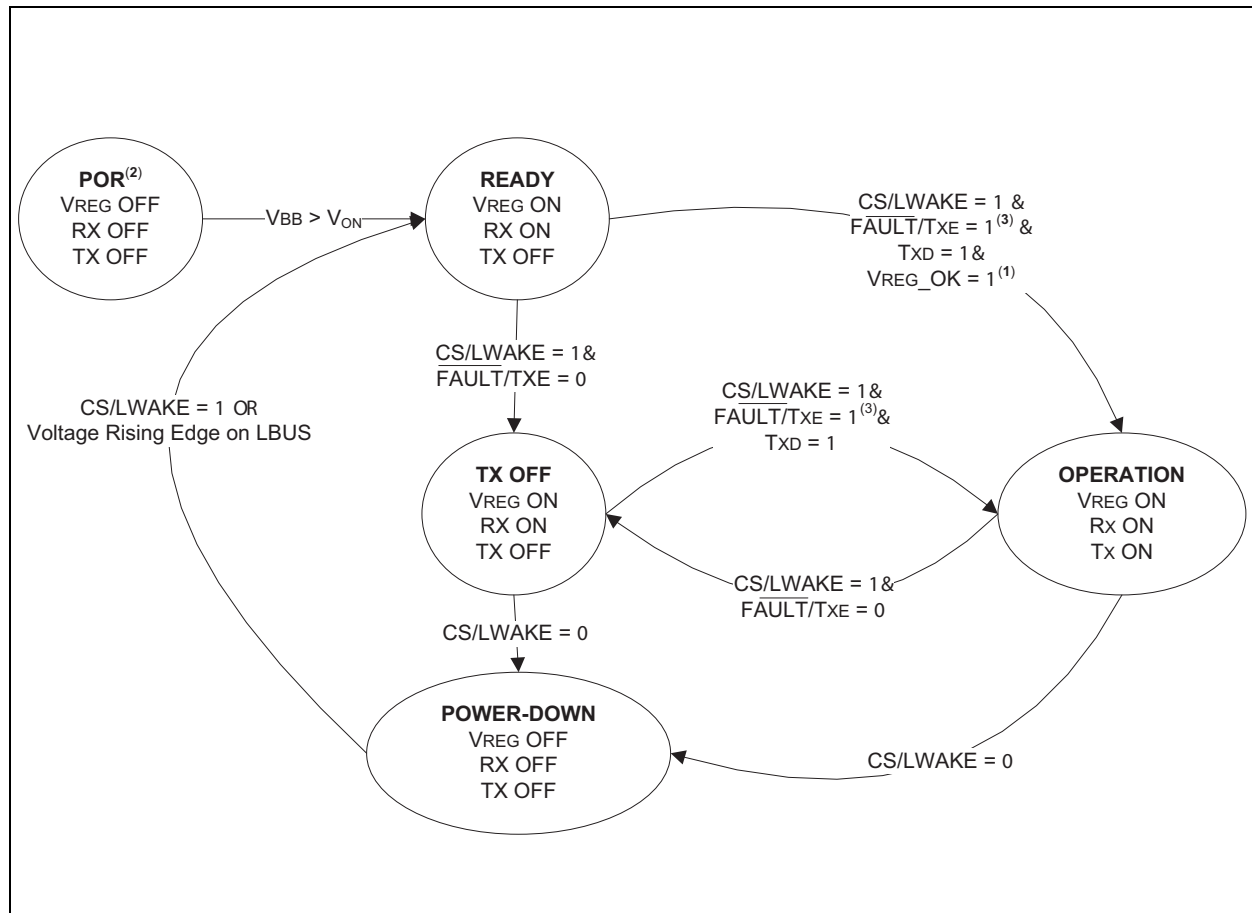 POR(2)
VREG OFF
RX OFF
TX OFF
VBB > VON
READY
VREG ON
RX ON
TX OFF
CS/LWAKE = 1 &
FAULT/TXE = 1(3) &
TXD = 1&
VREG_OK = 1(1)
CS/LWAKE = 1&
FAULT/TXE = 0
CS/LWAKE = 1 OR
Voltage Rising Edge on LBUS
CS/LWAKE = 1&
FAULT/TXE = 1(3)&
TXD = 1
TX OFF
VREG ON
RX ON
TX OFF
OPERATION
VREG ON
RX ON
TX ON
CS/LWAKE = 1&
FAULT/TXE = 0
CS/LWAKE = 0
POWER-DOWN
VREG OFF
RX OFF
TX OFF
CS/LWAKE = 0